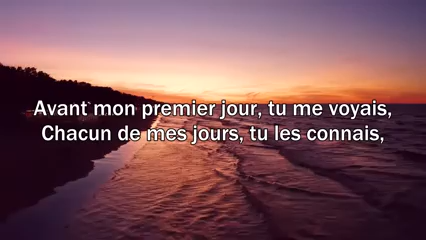 Avant mon premier jour, tu me voyais,
Chacun de mes jours, tu les connais,